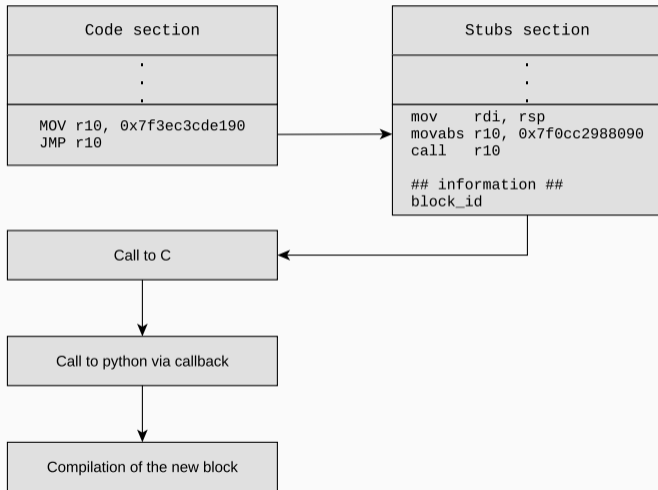 Code section
.
.
.
MOV r10, 0x7f3ec3cde190
JMP r10
Stubs section
.
.
.
mov    rdi, rsp
movabs r10, 0x7f0cc2988090
call   r10
## information ##
block_id
Call to C
Call to python via callback
Compilation of the new block